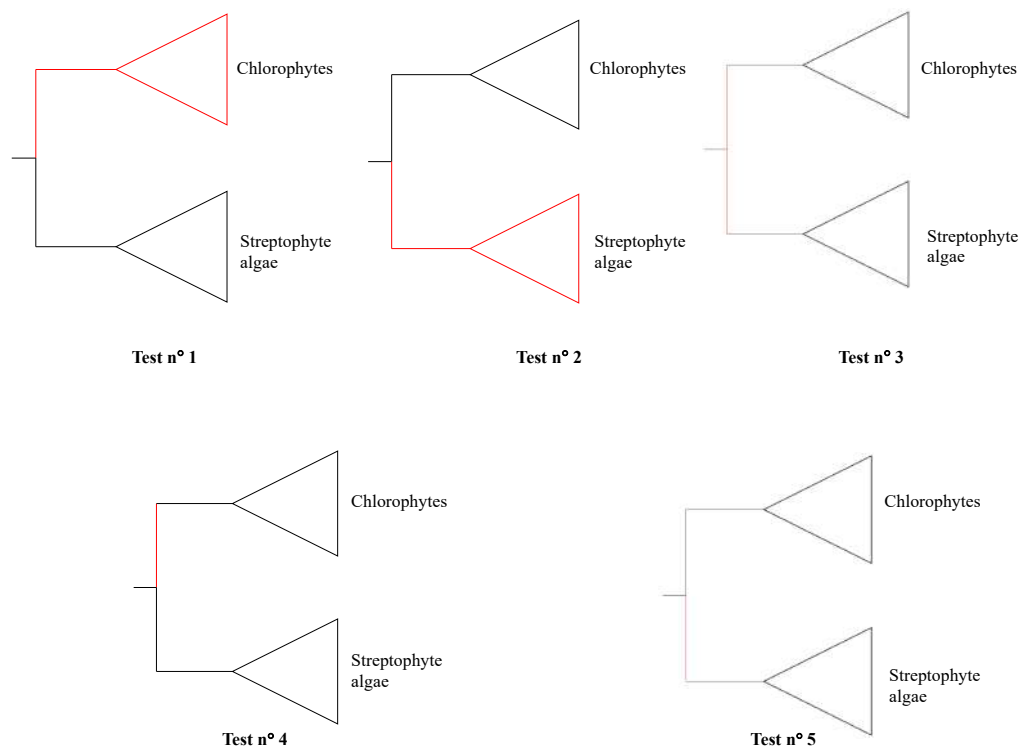 Chlorophytes
Streptophyte
algae
Test n° 1
Chlorophytes
Streptophyte
algae
Test n° 2
Chlorophytes
Streptophyte
algae
Test n° 3
Chlorophytes
Streptophyte
algae
Test n° 4
Chlorophytes
Streptophyte
algae
Test n° 5